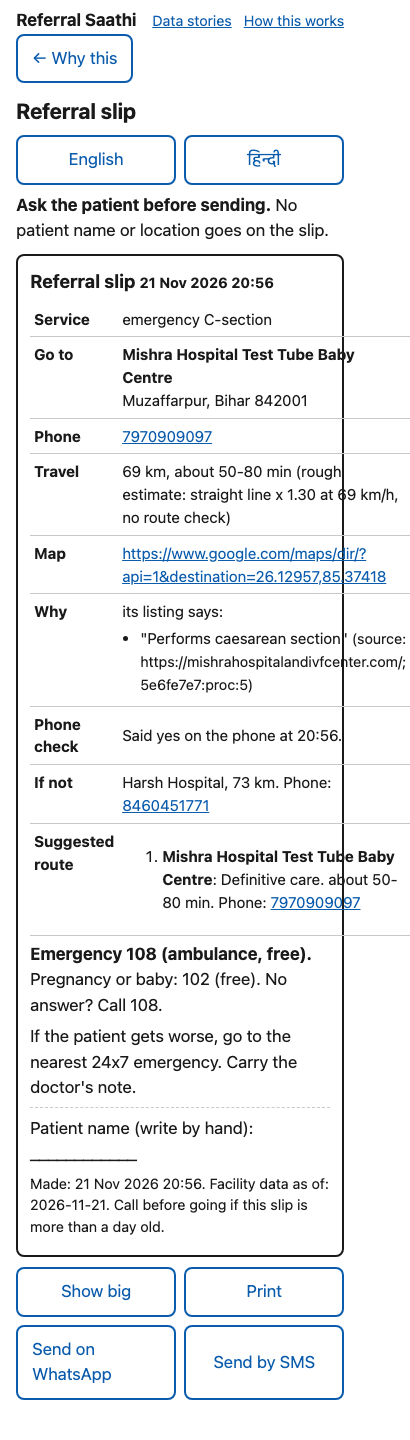 Referral Saathi Data stories How this works
← Why this
Referral slip
English हिन्दी
Ask the patient before sending. No
patient name or location goes on the slip.
Referral slip 21 Nov 2026 20:56
Service emergency C-section
Go to Mishra Hospital Test Tube Baby
Centre
Muzaffarpur, Bihar 842001
Phone 7970909097
Travel 69 km, about 50-80 min (rough
estimate: straight line x 1.30 at 69 km/h,
no route check)
Map https://www.google.com/maps/dir/?
api=1&destination=26.12957,85.37418
Why its listing says:
• "Performs caesarean section" (source:
https://mishrahospitalandivfcenter.com/;
5e6fe7e7:proc:5)
Phone
check Said yes on the phone at 20:56.
If not Harsh Hospital, 73 km. Phone:
8460451771
Suggested
route
1. Mishra Hospital Test Tube Baby
Centre: Definitive care. about 50-
80 min. Phone: 7970909097
Emergency 108 (ambulance, free).
Pregnancy or baby: 102 (free). No
answer? Call 108.
If the patient gets worse, go to the
nearest 24x7 emergency. Carry the
doctor's note.
Patient name (write by hand):
____________
Made: 21 Nov 2026 20:56. Facility data as of:
2026-11-21. Call before going if this slip is
more than a day old.
Show big Print
Send on
WhatsApp
Send by SMS